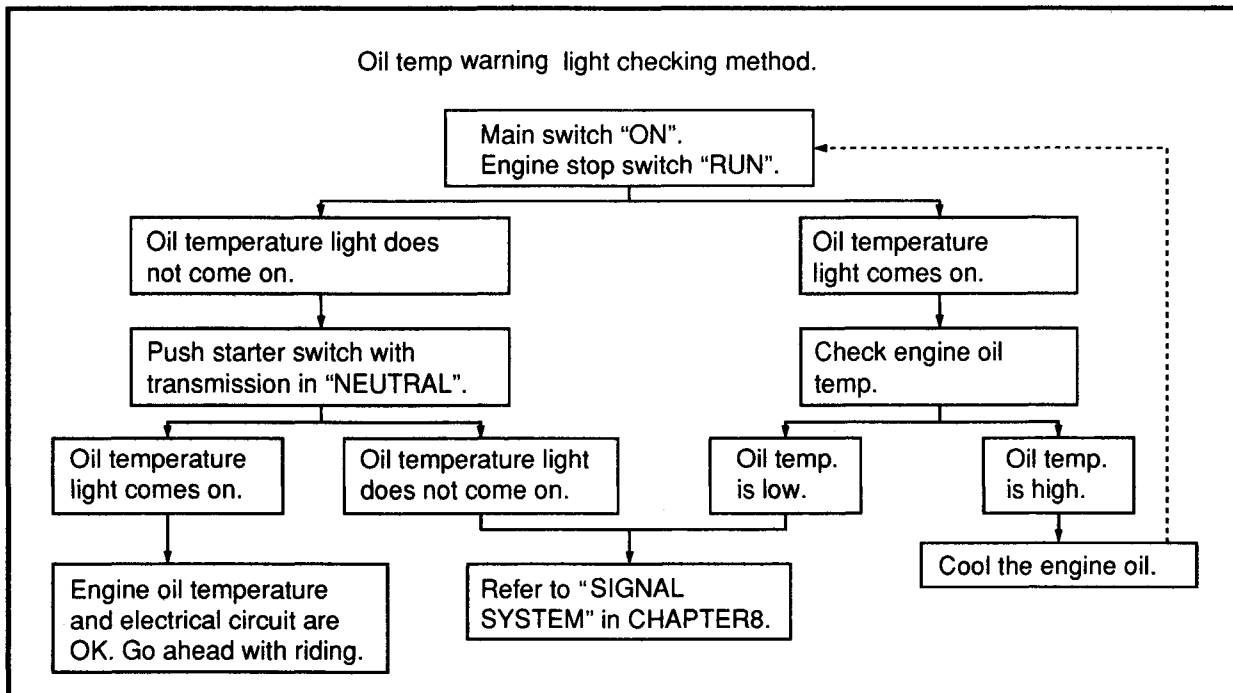 Oil temp warning light checking method.
Main switch “ON”.
Engine stop switch “RUN”.
Oil temperature light does
not come on.
Oil temperature
light comes on.
Push starter switch with
transmission in “NEUTRAL”.
Check engine oil
temp.
Oil temperature
light comes on.
Oil temperature light
does not come on.
Oil temp.
is low.
Oil temp.
is high.
Cool the engine oil.
Engine oil temperature
and electrical circuit are
OK. Go ahead with riding.
Refer to “SIGNAL
SYSTEM” in CHAPTER8.